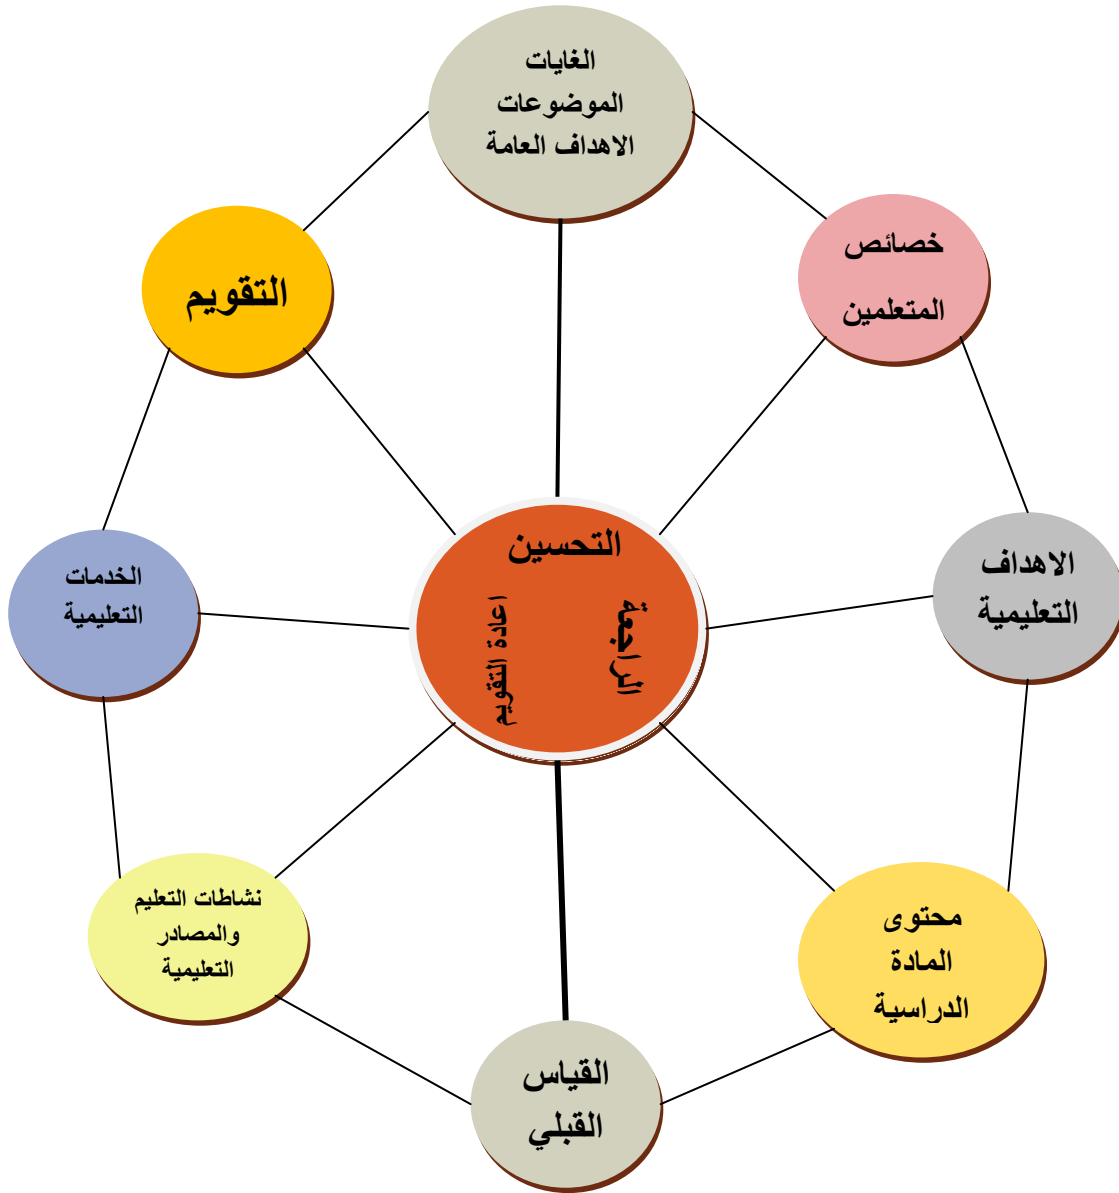 الغايات
الموضوعات
الاهداف العامة
خصائص
المتعلمين
الاهداف
التعليمية
محتوى
المادة
الدراسية
القياس
القبلي
نشاطات التعليم
والمصادر
التعليمية
الخدمات
التعليمية
التقويم
التحسين
الراجعة
اعادة التقويم